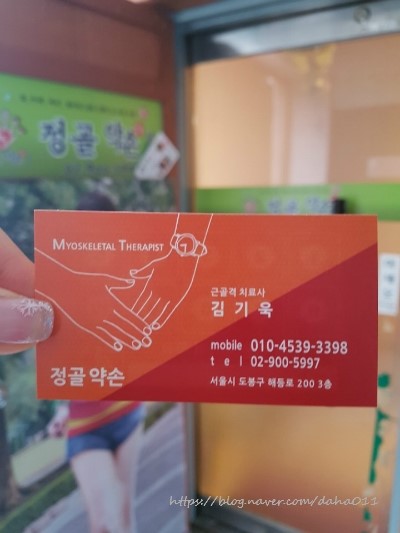 정골 약손
MYOSKELETAL THERAPIST
근골격 치료사
김 기 욱
mobile 010-4539-3398
tel 02-900-5997
서울시 도봉구 해등로 200 3층
정골 약손
https://blog.naver.com/daha011